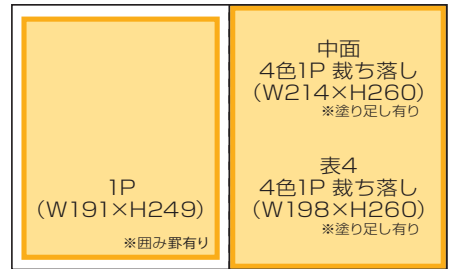 1P
(W191×H249)
※囲み罫有り
中面
4色1P 裁ち落し
(W214×H260)
※塗り足し有り
表4
4色1P 裁ち落し
(W198×H260)
※塗り足し有り